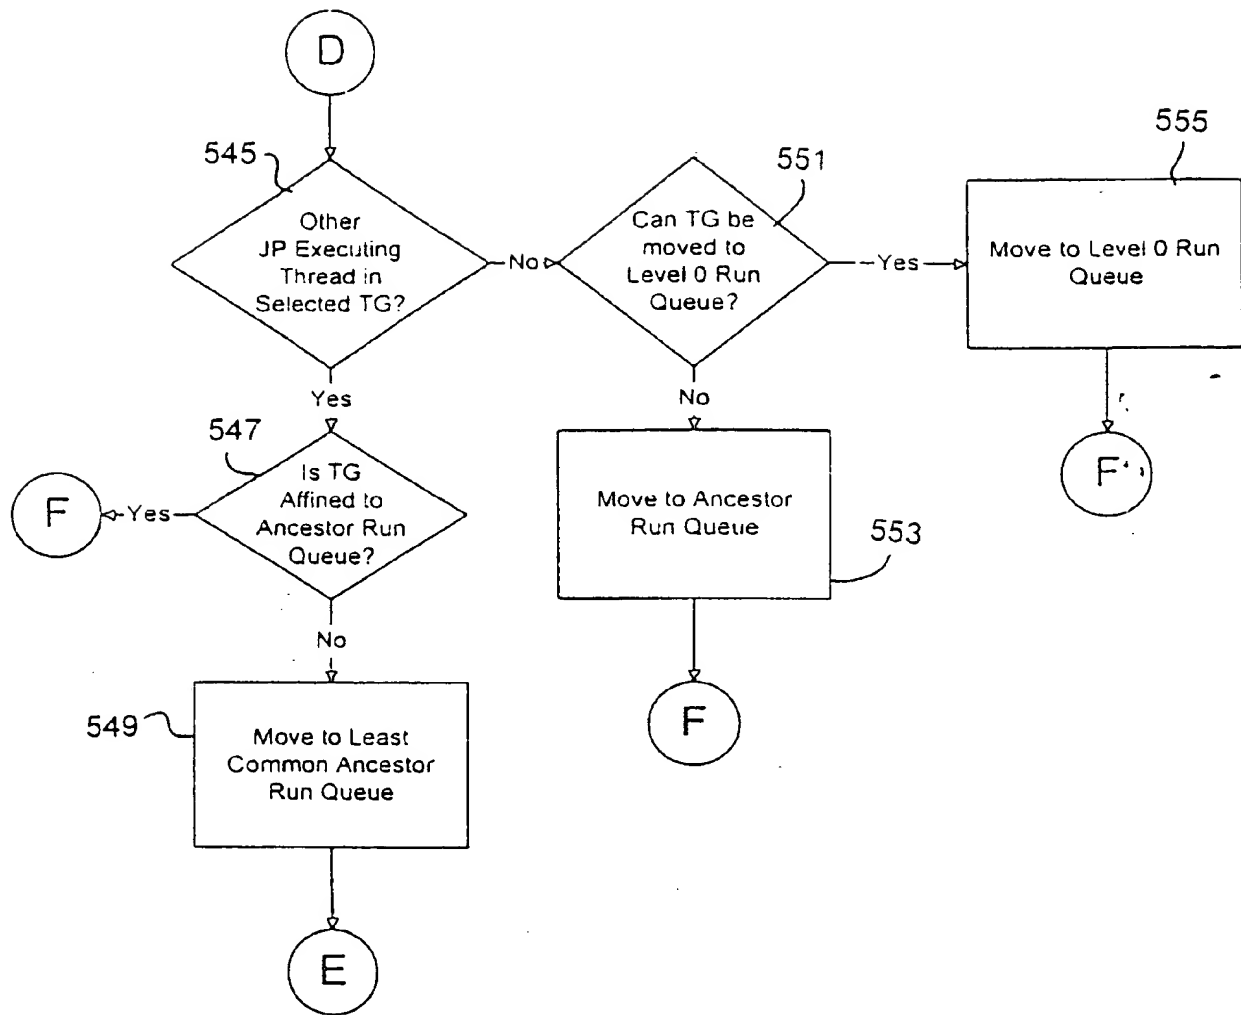 D
545
Other
JP Executing
Thread in
Selected TG?
No
551
Can TG be
moved to
Level 0 Run
Queue?
Yes
555
Move to Level 0 Run
Queue
F
Yes
547
Is TG
Affined to
Ancestor Run
Queue?
Yes
F
No
Move to Ancestor
Run Queue
553
F
No
549
Move to Least
Common Ancestor
Run Queue
E